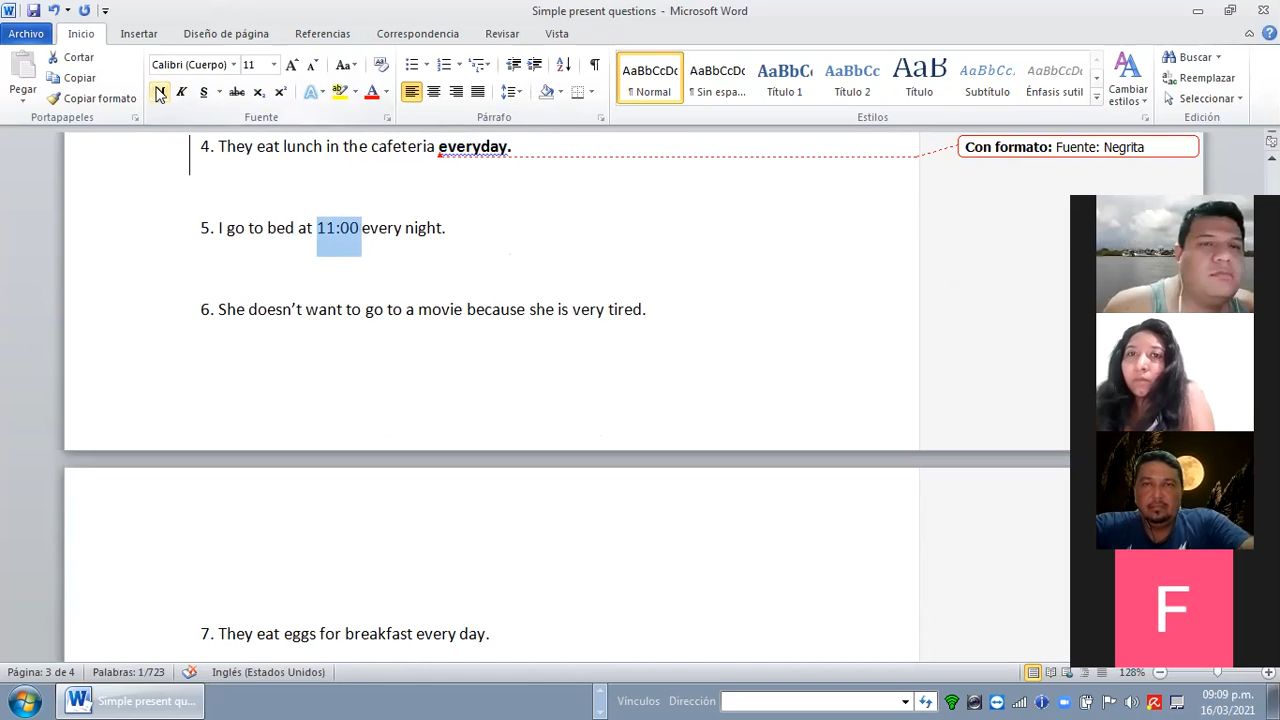 Simple present questions - Microsoft Word
Archivo Inicio Insertar Diseño de página Referencias Correspondencia Revisar Vista
Pegar
Cortar
Copiar
Copiar formato
Portapapeles
Calibri (Cuerpo) 11
Fuente
Párrafo
AaBbCcDc
¶ Normal
AaBbCcDc
¶ Sin espa...
AaBbC
Título 1
AaBbCc
Título 2
AaB
Título
AaBbCc.
Subtítulo
AaBbCcDc
Énfasis sutil
Cambiar estilos
Estilos
Buscar
Reemplazar
Seleccionar
Edición
4. They eat lunch in the cafeteria everyday.
Con formato: Fuente: Negrita
5. I go to bed at 11:00 every night.
6. She doesn’t want to go to a movie because she is very tired.
7. They eat eggs for breakfast every day.
F
Página: 3 de 4 Palabras: 1/723 Inglés (Estados Unidos) 128%
Simple present qu... Vínculos Dirección
09:09 p.m.
16/03/2021